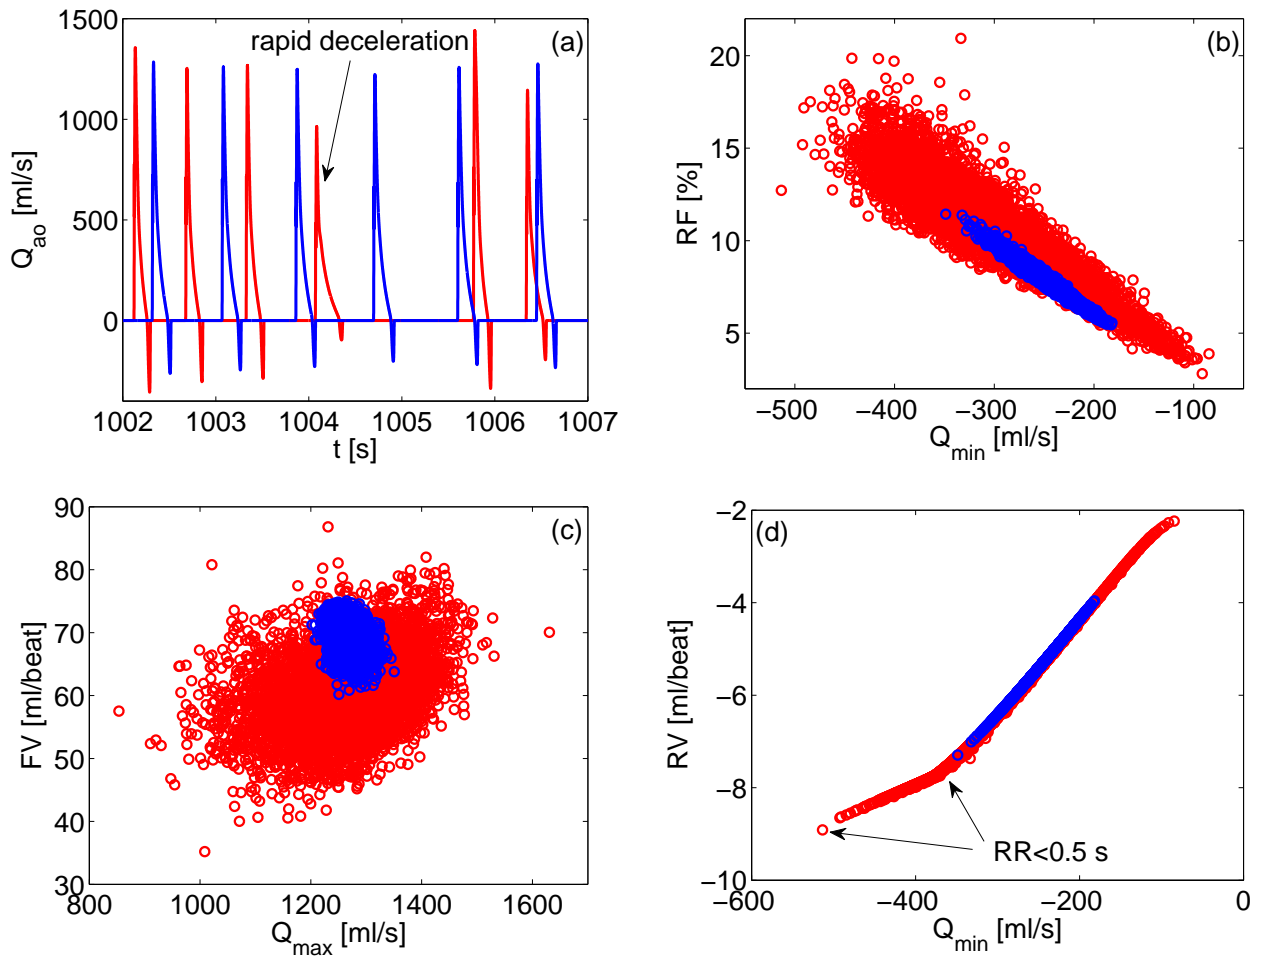 1500
1000
500
0
Q_ao [ml/s]
rapid deceleration
(a)
1002 1003 1004 1005 1006 1007
t [s]
20
15
10
5
RF [%]
(b)
−500 −400 −300 −200 −100
Q_min [ml/s]
90
80
70
60
50
40
30
FV [ml/beat]
(c)
800 1000 1200 1400 1600
Q_max [ml/s]
−2
−4
−6
−8
−10
RV [ml/beat]
(d)
RR<0.5 s
−600 −400 −200 0
Q_min [ml/s]